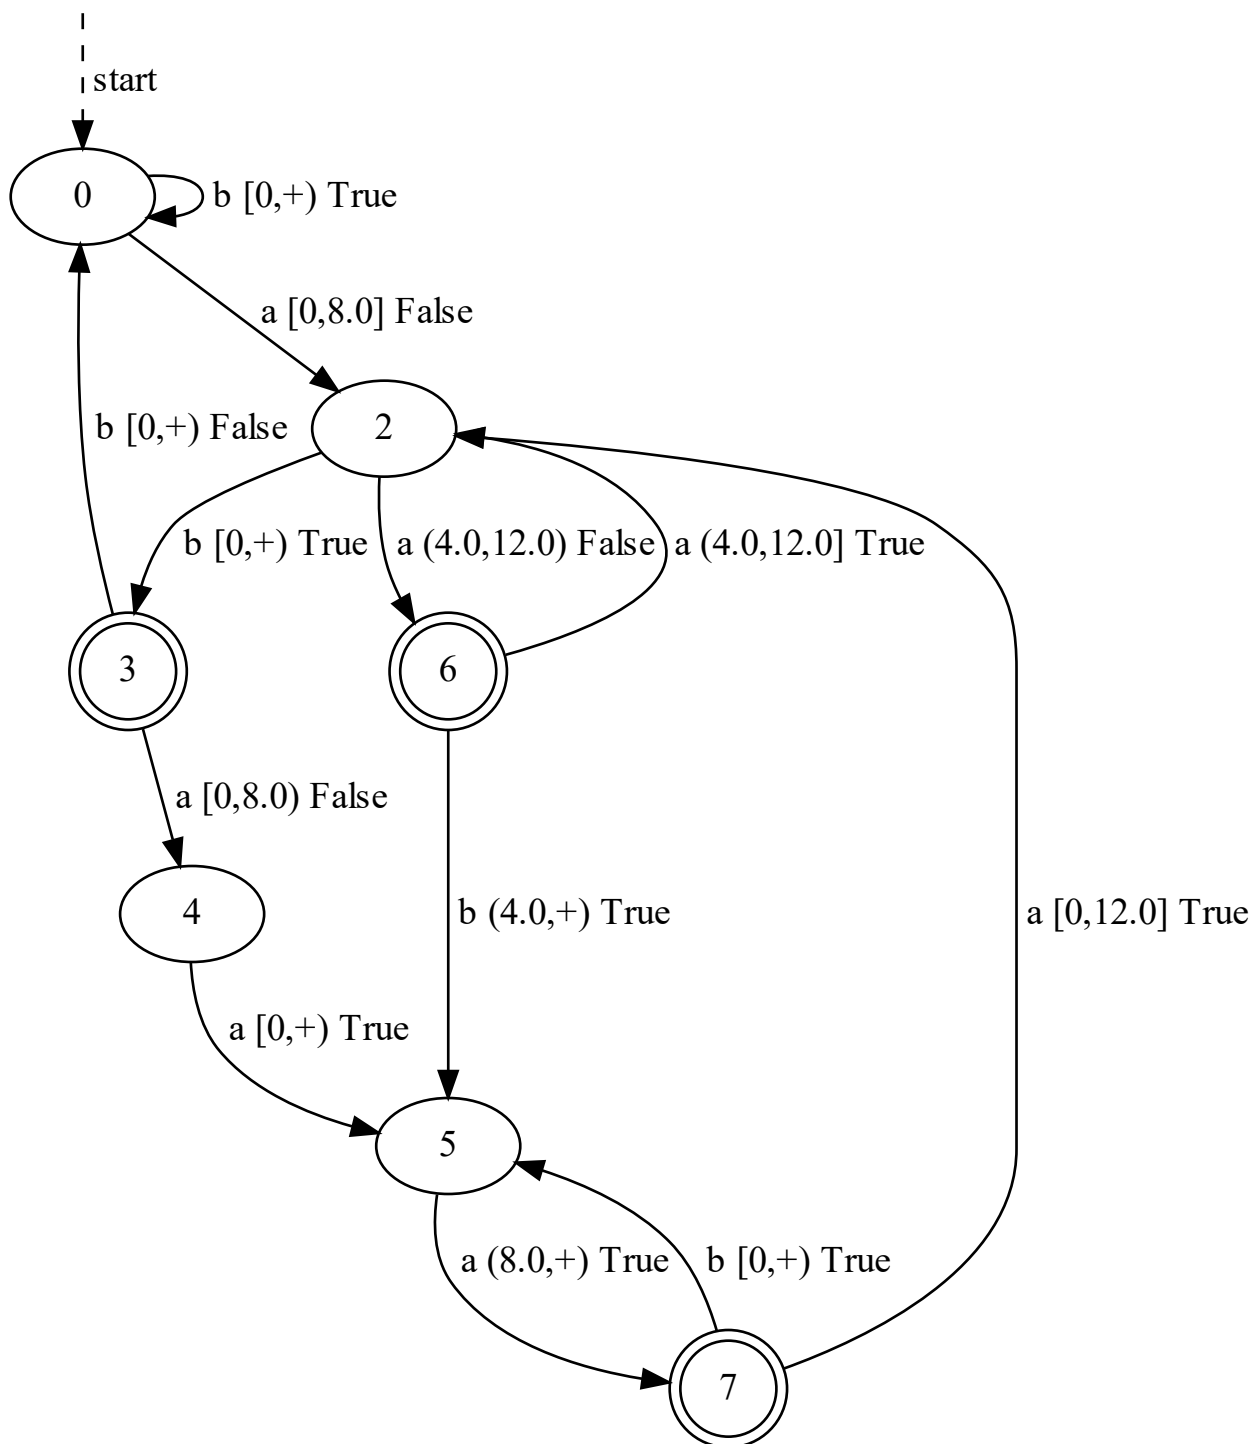 start
0
b [0,+) True
a [0,8.0] False
b [0,+) False
2
b [0,+) True
a (4.0,12.0) False
a (4.0,12.0] True
3
6
a [0,8.0) False
4
b (4.0,+) True
a [0,12.0] True
a [0,+) True
5
a (8.0,+) True
b [0,+) True
7